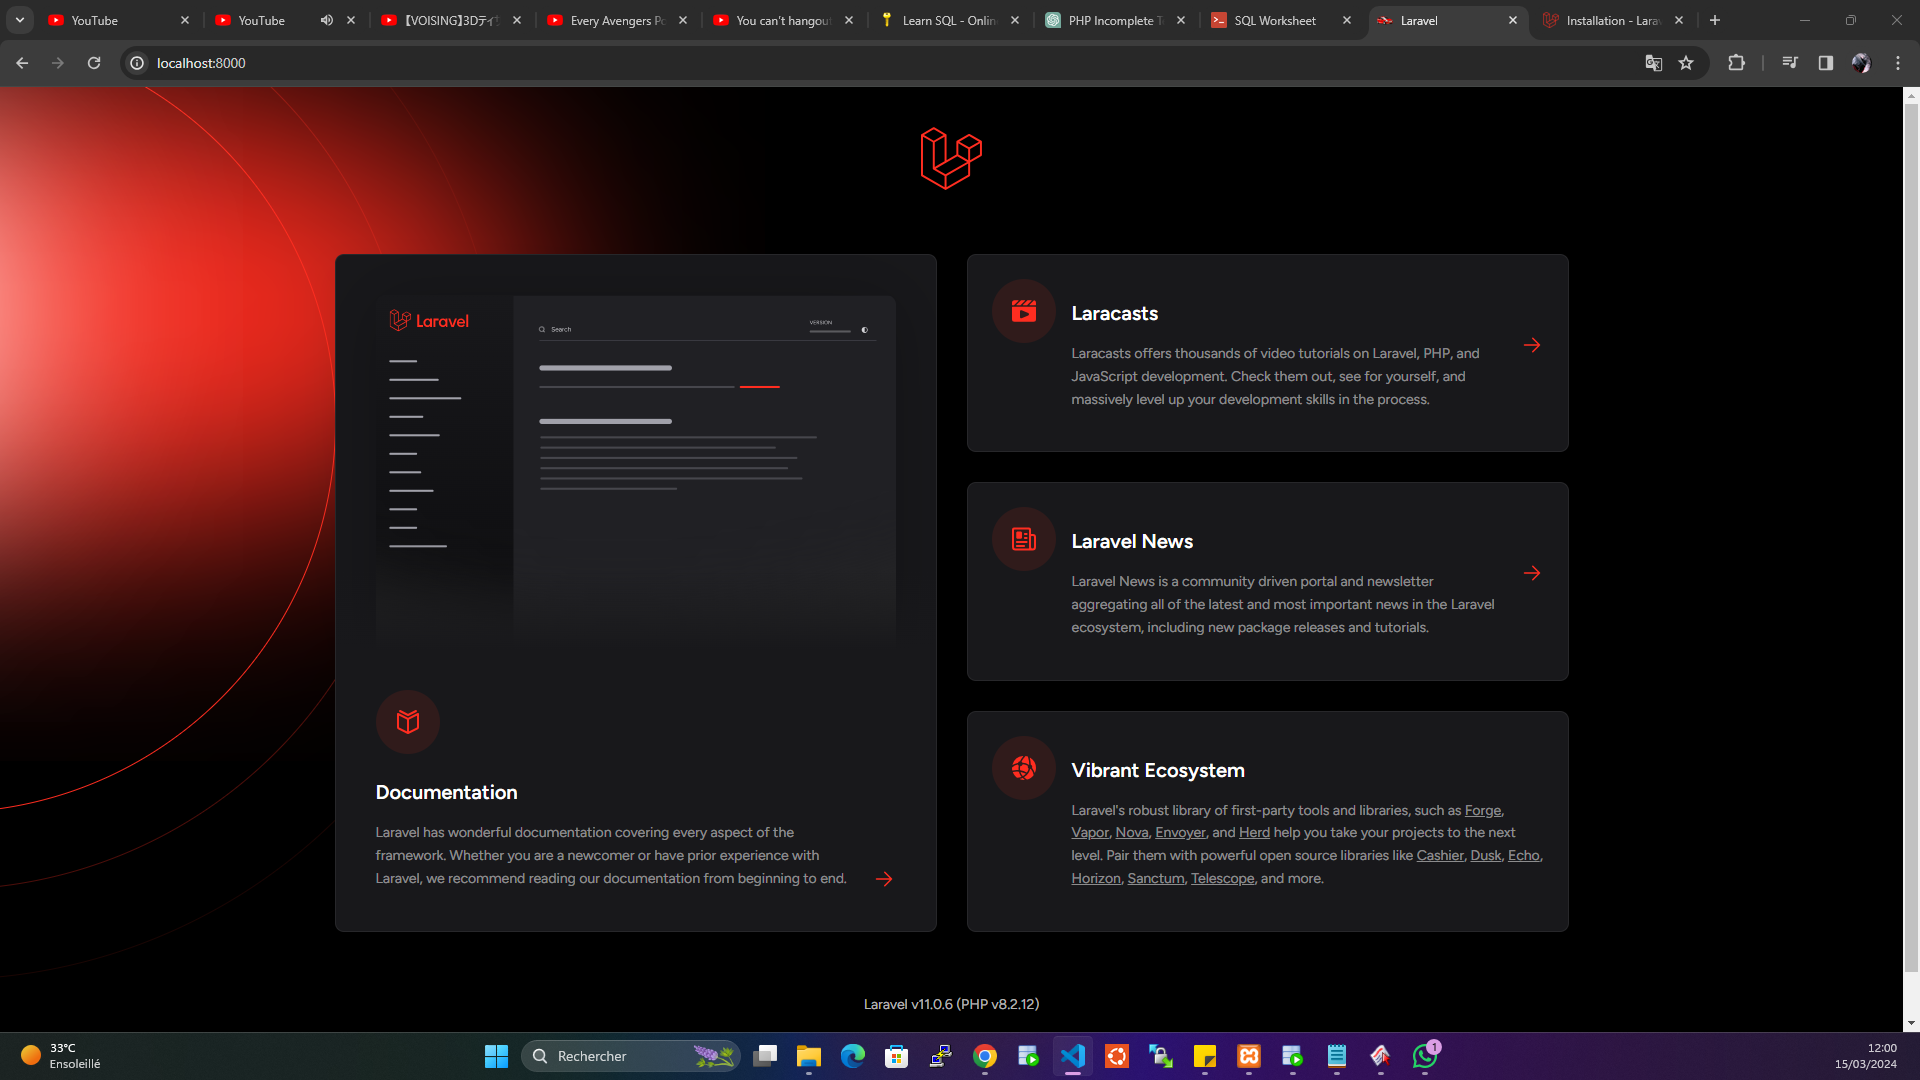 YouTube
YouTube
【VOISING】3Dティザ
Every Avengers Po
You can't hangout
Learn SQL - Onlin
PHP Incomplete T
SQL Worksheet
Laravel
Installation - Larav
localhost:8000
Laravel
Search
VERSION
Documentation
Laravel has wonderful documentation covering every aspect of the
framework. Whether you are a newcomer or have prior experience with
Laravel, we recommend reading our documentation from beginning to end.
Laracasts
Laracasts offers thousands of video tutorials on Laravel, PHP, and
JavaScript development. Check them out, see for yourself, and
massively level up your development skills in the process.
Laravel News
Laravel News is a community driven portal and newsletter
aggregating all of the latest and most important news in the Laravel
ecosystem, including new package releases and tutorials.
Vibrant Ecosystem
Laravel's robust library of first-party tools and libraries, such as Forge,
Vapor, Nova, Envoyer, and Herd help you take your projects to the next
level. Pair them with powerful open source libraries like Cashier, Dusk, Echo,
Horizon, Sanctum, Telescope, and more.
Laravel v11.0.6 (PHP v8.2.12)
33°C
Ensoleillé
Rechercher
1
12:00
15/03/2024